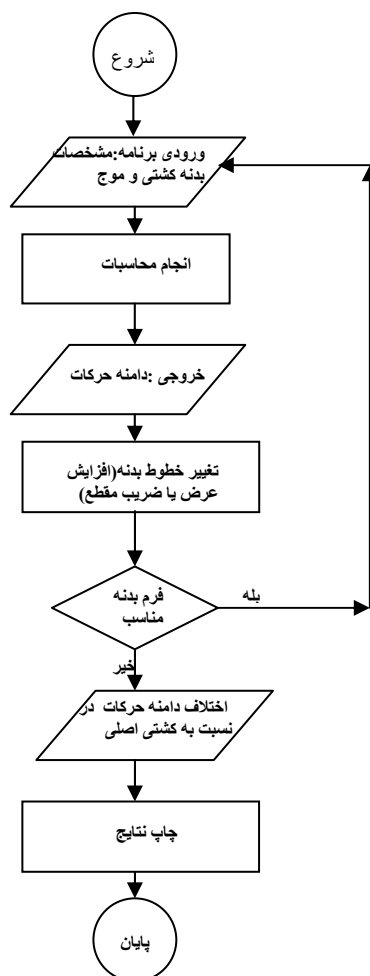 شروع
ورودی برنامه:مشخصات
بدنه کشتی و موج
انجام محاسبات
خروجی :دامنه حرکات
تغییر خطوط بدنه(افزایش
عرض یا ضریب مقطع)
فرم بدنه
مناسب
بله
خیر
اختلاف دامنه حرکات در
نسبت به کشتی اصلی
چاپ نتایج
پایان